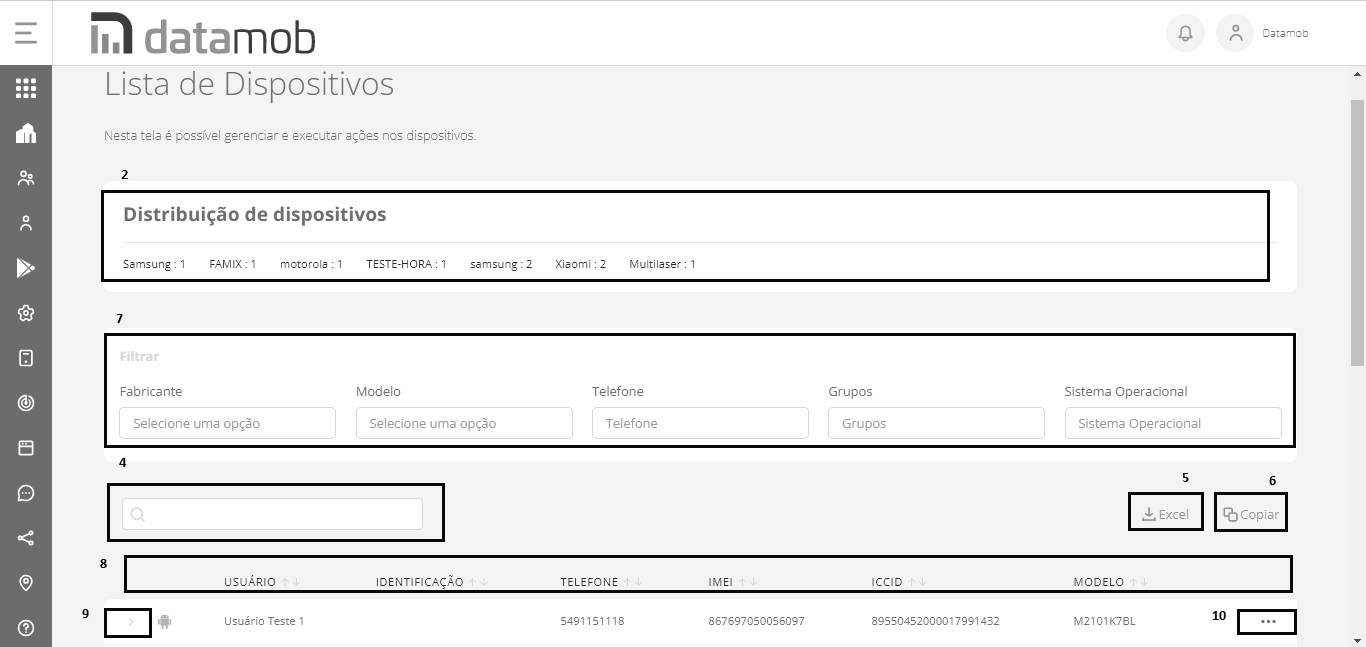 datamob
Datamob
Lista de Dispositivos
Nesta tela é possível gerenciar e executar ações nos dispositivos.
2
Distribuição de dispositivos
Samsung : 1 FAMIX : 1 motorola : 1 TESTE-HORA : 1 samsung : 2 Xiaomi : 2 Multilaser : 1
7
Filtrar
Fabricante Modelo Telefone Grupos Sistema Operacional
Selecione uma opção Selecione uma opção Telefone Grupos Sistema Operacional
4
5 6
Excel Copiar
8
USUÁRIO IDENTIFICAÇÃO TELEFONE IMEI ICCID MODELO
9 10
Usuário Teste 1 5491151118 867697050056097 89550452000017991432 M2101K7BL